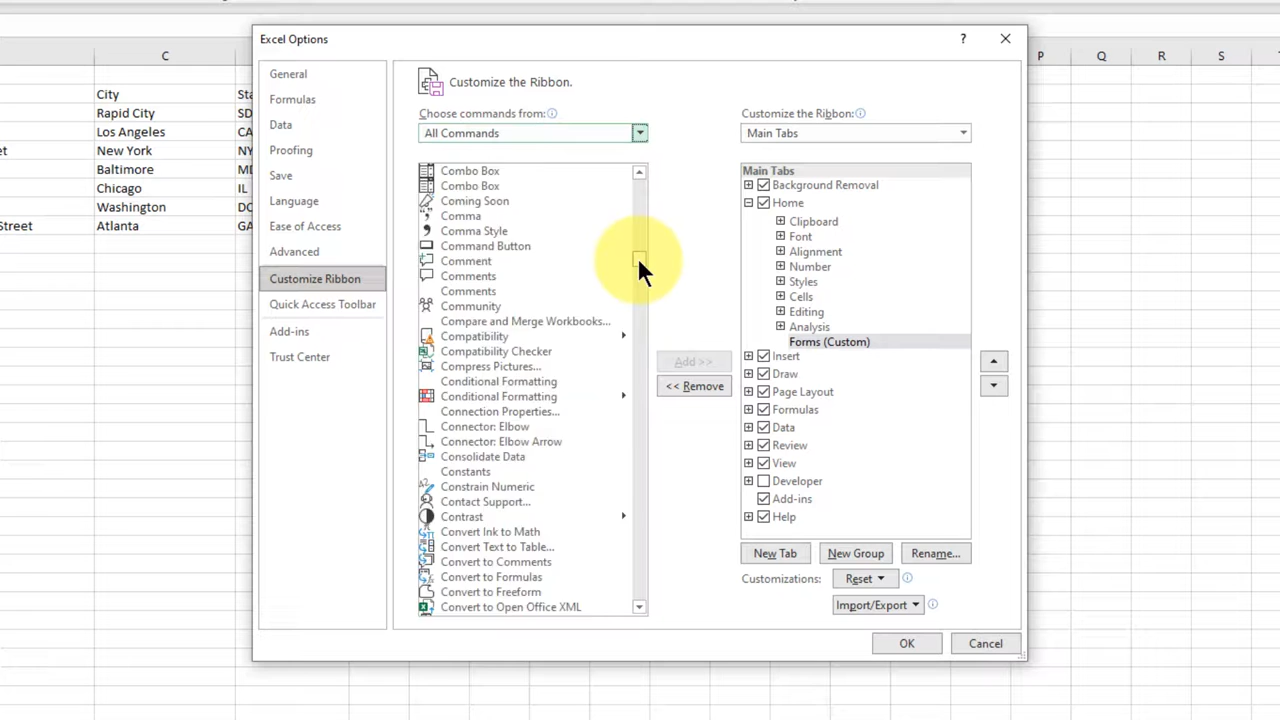 C
P
Q
R
S
City
Sta
Rapid City
SD
Los Angeles
CA
et
New York
NY
Baltimore
MD
Chicago
IL
Washington
DC
Street
Atlanta
GA
Excel Options
?
General
Formulas
Data
Proofing
Save
Language
Ease of Access
Advanced
Customize Ribbon
Quick Access Toolbar
Add-ins
Trust Center
Customize the Ribbon.
Choose commands from:
All Commands
Combo Box
Combo Box
Coming Soon
Comma
Comma Style
Command Button
Comment
Comments
Comments
Community
Compare and Merge Workbooks...
Compatibility
Compatibility Checker
Compress Pictures...
Conditional Formatting
Conditional Formatting
Connection Properties...
Connector: Elbow
Connector: Elbow Arrow
Consolidate Data
Constants
Constrain Numeric
Contact Support...
Contrast
Convert Ink to Math
Convert Text to Table...
Convert to Comments
Convert to Formulas
Convert to Freeform
Convert to Open Office XML
Add >>
<< Remove
Customize the Ribbon:
Main Tabs
Main Tabs
Background Removal
Home
Clipboard
Font
Alignment
Number
Styles
Cells
Editing
Analysis
Forms (Custom)
Insert
Draw
Page Layout
Formulas
Data
Review
View
Developer
Add-ins
Help
New Tab
New Group
Rename...
Customizations:
Reset
Import/Export
OK
Cancel